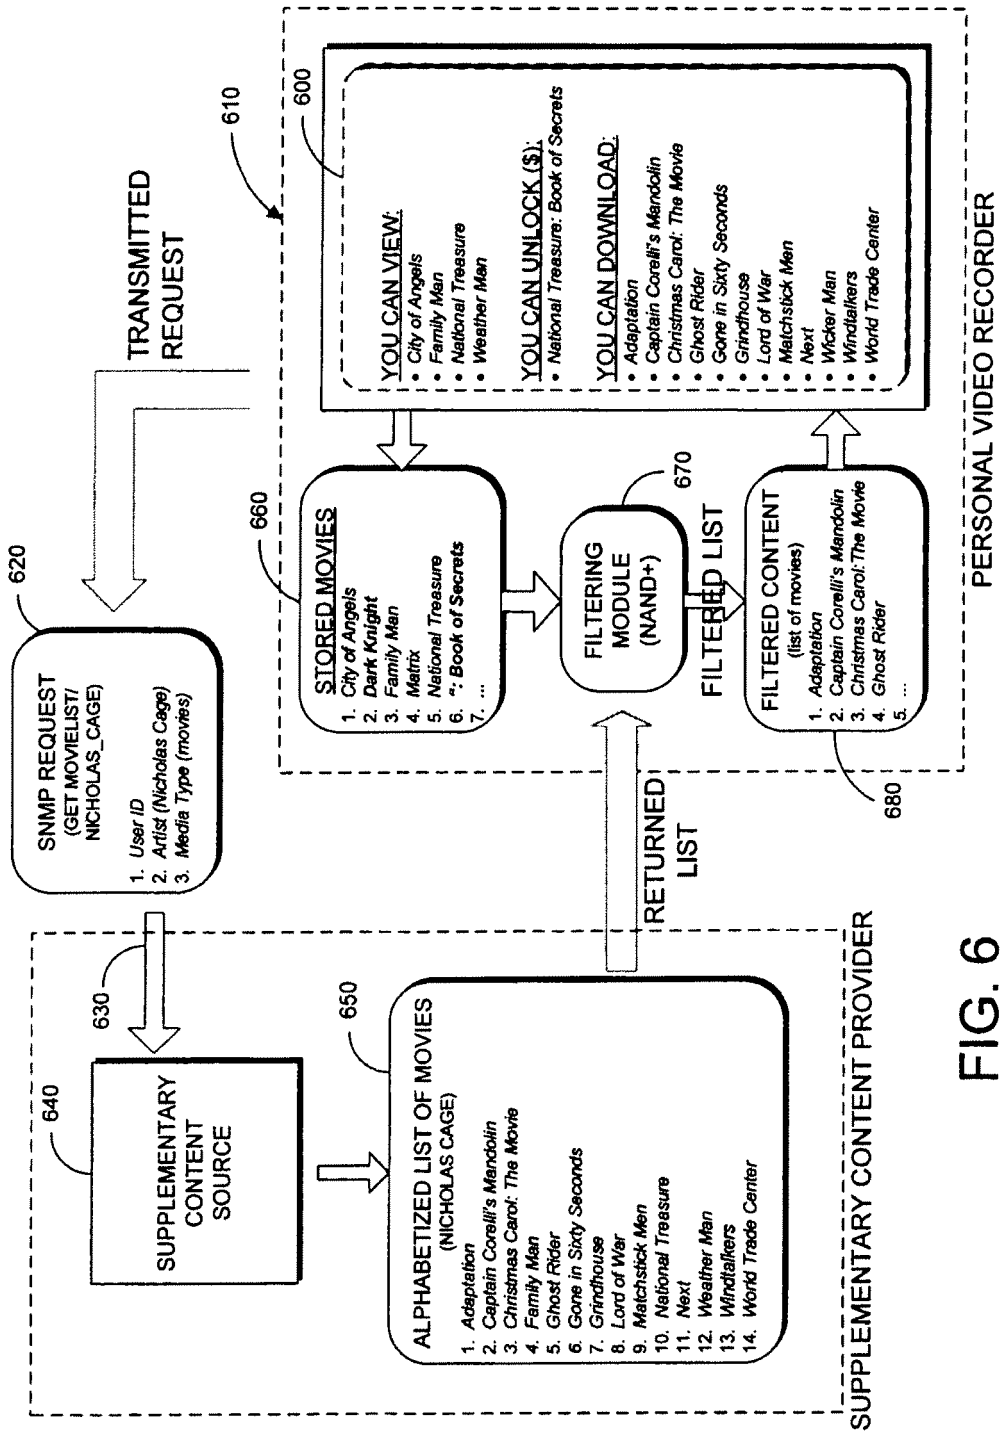 620
SNMP REQUEST
(GET MOVIELIST/
NICHOLAS_CAGE)
1. User ID
2. Artist (Nicholas Cage)
3. Media Type (movies)
TRANSMITTED
REQUEST
630
640
SUPPLEMENTARY
CONTENT
SOURCE
650
ALPHABETIZED LIST OF MOVIES
(NICHOLAS CAGE)
1. Adaptation
2. Captain Corelli's Mandolin
3. Christmas Carol: The Movie
4. Family Man
5. Ghost Rider
6. Gone in Sixty Seconds
7. Grindhouse
8. Lord of War
9. Matchstick Men
10. National Treasure
11. Next
12. Weather Man
13. Windtalkers
14. World Trade Center
SUPPLEMENTARY CONTENT PROVIDER
RETURNED
LIST
660
STORED MOVIES
1. City of Angels
2. Dark Knight
3. Family Man
4. Matrix
5. National Treasure
6. “: Book of Secrets
7. ...
670
FILTERING
MODULE
(NAND+)
FILTERED LIST
680
FILTERED CONTENT
(list of movies)
1. Adaptation
2. Captain Corelli's Mandolin
3. Christmas Carol: The Movie
4. Ghost Rider
5. ...
610
600
YOU CAN VIEW:
• City of Angels
• Family Man
• National Treasure
• Weather Man
YOU CAN UNLOCK ($):
• National Treasure: Book of Secrets
YOU CAN DOWNLOAD:
• Adaptation
• Captain Corelli's Mandolin
• Christmas Carol: The Movie
• Ghost Rider
• Gone in Sixty Seconds
• Grindhouse
• Lord of War
• Matchstick Men
• Next
• Wicker Man
• Windtalkers
• World Trade Center
PERSONAL VIDEO RECORDER
FIG. 6